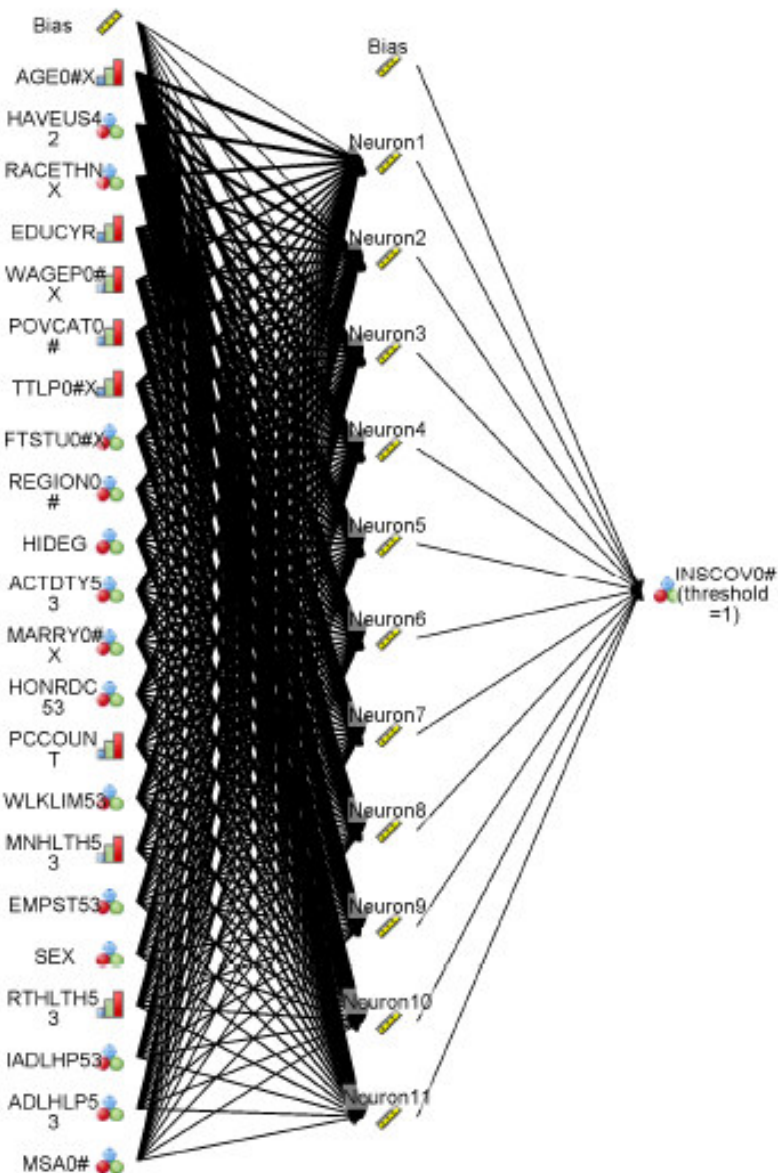 Bias
AGE0#X
HAVEUS4
2
RACETHN
X
EDUCYR
WAGEP0#
X
POVCAT0
#
TTLP0#X
FTSTU0#X
REGION0
#
HIDEG
ACTDTY5
3
MARRY0#
X
HONRDC
53
PCCOUN
T
WLKLIM53
MNHLTH5
3
EMPST53
SEX
RTHLTH5
3
IADLHP53
ADLHLP5
3
MSA0#
Bias
Neuron1
Neuron2
Neuron3
Neuron4
Neuron5
Neuron6
Neuron7
Neuron8
Neuron9
Neuron10
Neuron11
INSCOV0#
(threshold
=1)